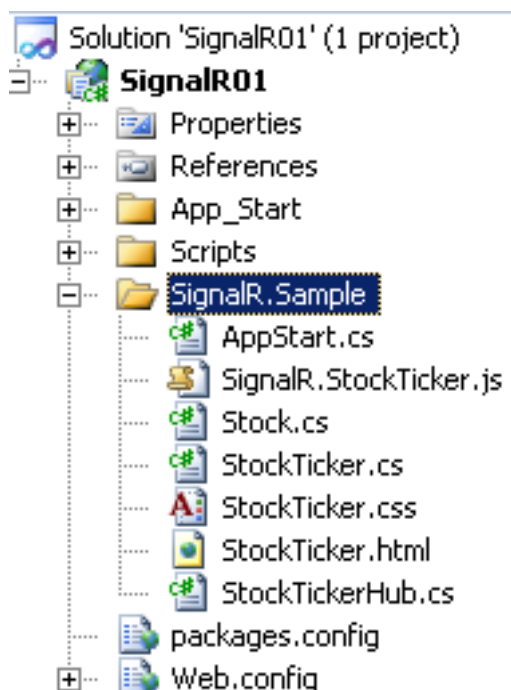 Solution 'SignalR01' (1 project)
SignalR01
Properties
References
App_Start
Scripts
SignalR.Sample
AppStart.cs
SignalR.StockTicker.js
Stock.cs
StockTicker.cs
StockTicker.css
StockTicker.html
StockTickerHub.cs
packages.config
Web.config